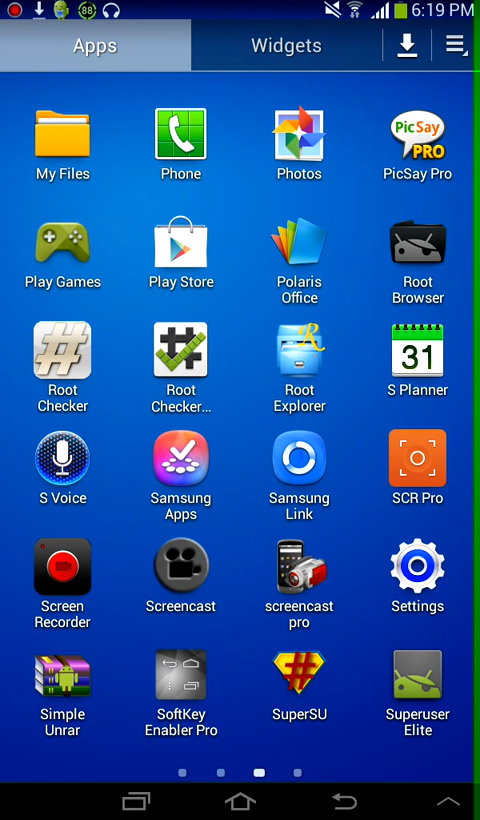 88 6:19 PM
Apps Widgets
PicSay
PRO
My Files Phone Photos PicSay Pro
Play Games Play Store Polaris
Office Root
Browser
R
31
Root
Checker Root
Checker... Root
Explorer S Planner
S Voice Samsung
Apps Samsung
Link SCR Pro
Screen
Recorder Screencast screencast
pro Settings
Simple
Unrar SoftKey
Enabler Pro SuperSU Superuser
Elite